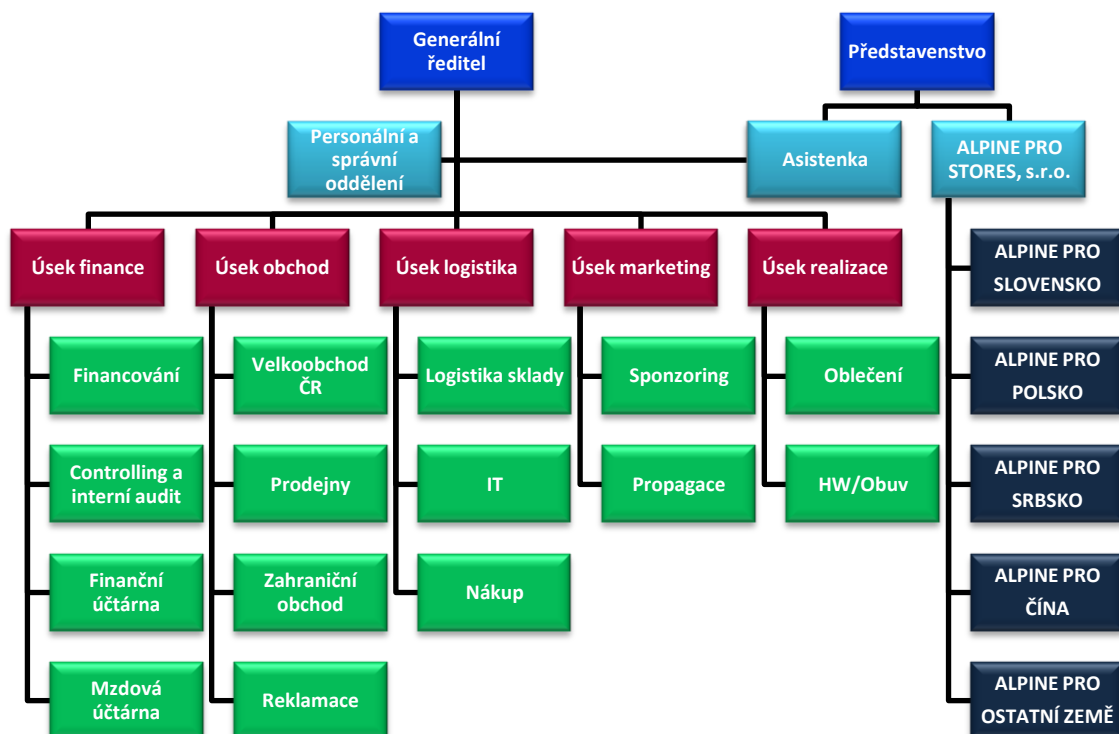 Generální
ředitel
Představenstvo
Personální a
správní
oddělení
Asistenka
ALPINE PRO
STORES, s.r.o.
Úsek finance
Úsek obchod
Úsek logistika
Úsek marketing
Úsek realizace
ALPINE PRO
SLOVENSKO
Financování
Velkoobchod
ČR
Logistika sklady
Sponzoring
Oblečení
ALPINE PRO
POLSKO
Controlling a
interní audit
Prodejny
IT
Propagace
HW/Obuv
ALPINE PRO
SRBSKO
Finanční
účtárna
Zahraniční
obchod
Nákup
ALPINE PRO
ČÍNA
Mzdová
účtárna
Reklamace
ALPINE PRO
OSTATNÍ ZEMĚ